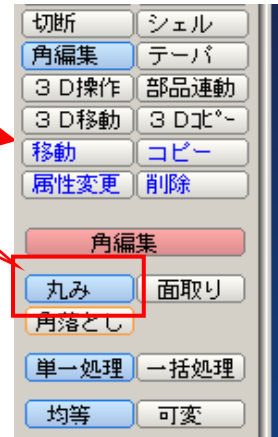 切断 シェル
角編集 テーパ
３Ｄ操作 部品連動
３Ｄ移動 ３Ｄｺﾋﾟｰ
移動 コピー
属性変更 削除
角編集
丸み 面取り
角落とし
単一処理 一括処理
均等 可変